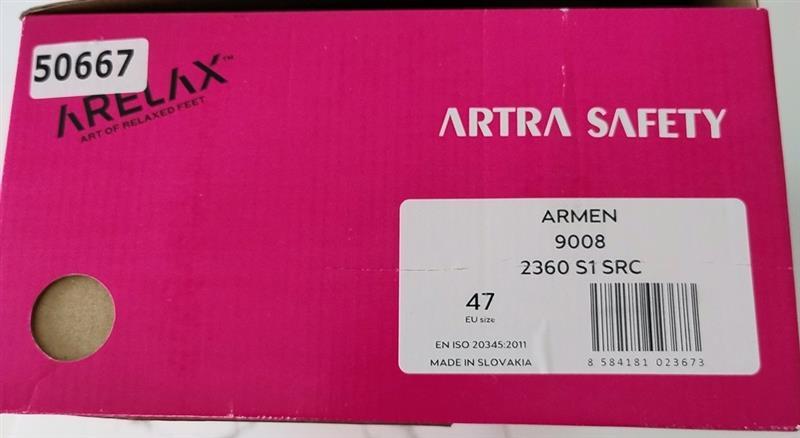 50667
ARELAX™
ART OF RELAXED FEET
ARTRA SAFETY
ARMEN
9008
2360 S1 SRC
47
EU size
EN ISO 20345:2011
MADE IN SLOVAKIA
8 584181 023673